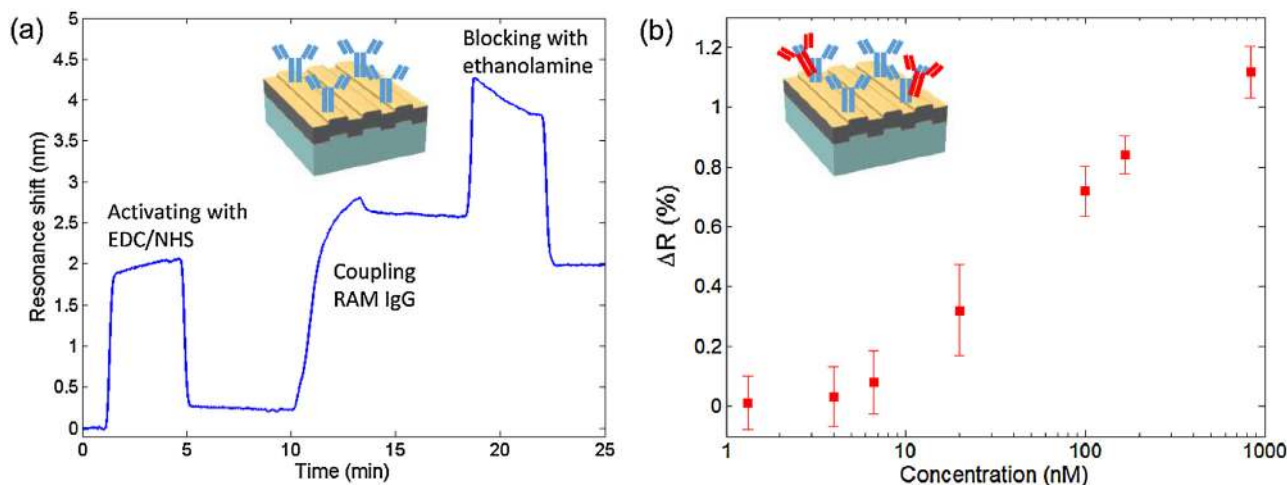 (a)
Resonance shift (nm)
5
4.5
4
3.5
3
2.5
2
1.5
1
0.5
0
Activating with
EDC/NHS
Coupling
RAM IgG
Blocking with
ethanolamine
0
5
10
15
20
25
Time (min)
(b)
ΔR (%)
1.2
1
0.8
0.6
0.4
0.2
0
1
10
100
1000
Concentration (nM)